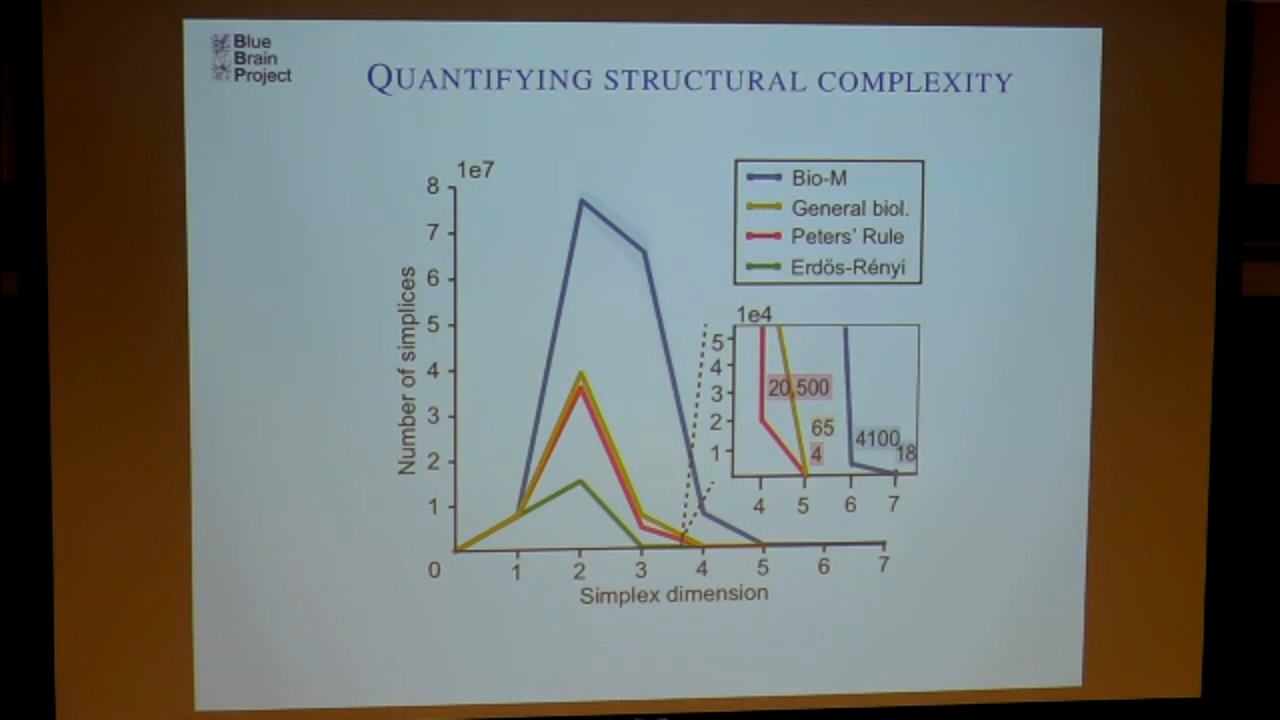 Blue
Brain
Project
QUANTIFYING STRUCTURAL COMPLEXITY
1e7
8
7
6
5
4
3
2
1
0
Number of simplices
1 2 3 4 5 6 7
Simplex dimension
Bio-M
General biol.
Peters' Rule
Erdös-Rényi
1e4
5
4
3
2
1
20,500
65
4
4100
18
4 5 6 7